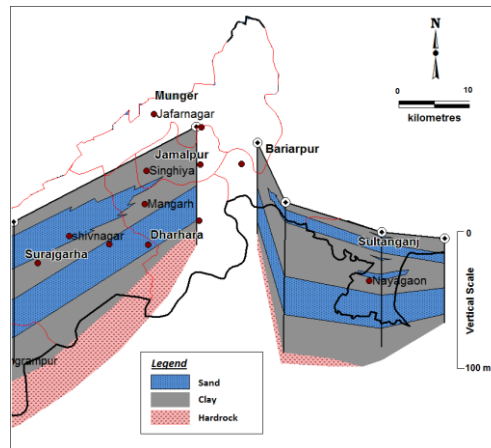 N
0 10
kilometres
Munger
Jafarnagar
Bariarpur
Jamalpur
Singhiya
Mangarh
shivnagar
Dharhara
Surajgarha
0
Sultanganj
Nayagaon
Vertical Scale
ngrampur
100 m
Legend
Sand
Clay
Hardrock